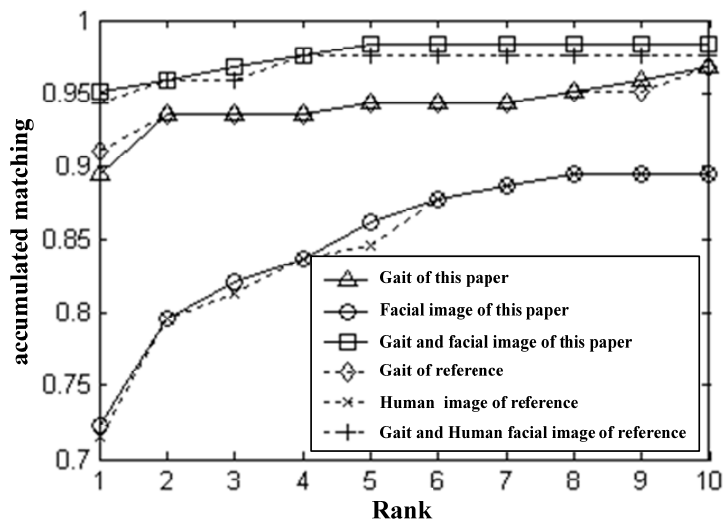 1
0.95
0.9
0.85
0.8
0.75
0.7
accumulated matching
Gait of this paper
Facial image of this paper
Gait and facial image of this paper
Gait of reference
Human image of reference
Gait and Human facial image of reference
1 2 3 4 5 6 7 8 9 10
Rank